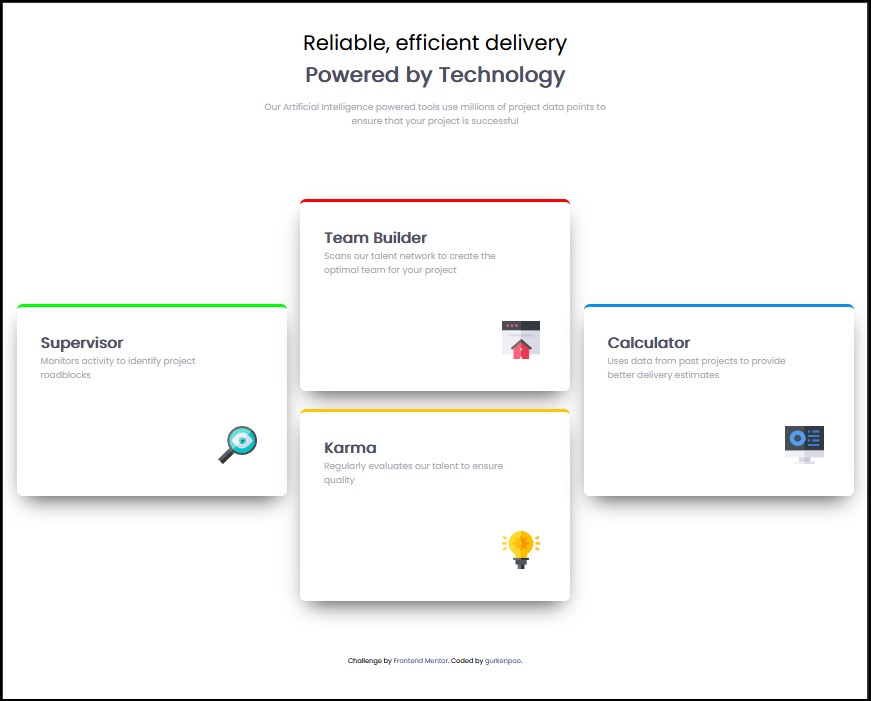 Reliable, efficient delivery
Powered by Technology
Our Artificial Intelligence powered tools use millions of project data points to
ensure that your project is successful
Supervisor
Monitors activity to identify project
roadblocks
Team Builder
Scans our talent network to create the
optimal team for your project
Karma
Regularly evaluates our talent to ensure
quality
Calculator
Uses data from past projects to provide
better delivery estimates
Challenge by Frontend Mentor. Coded by gurkenpoo.